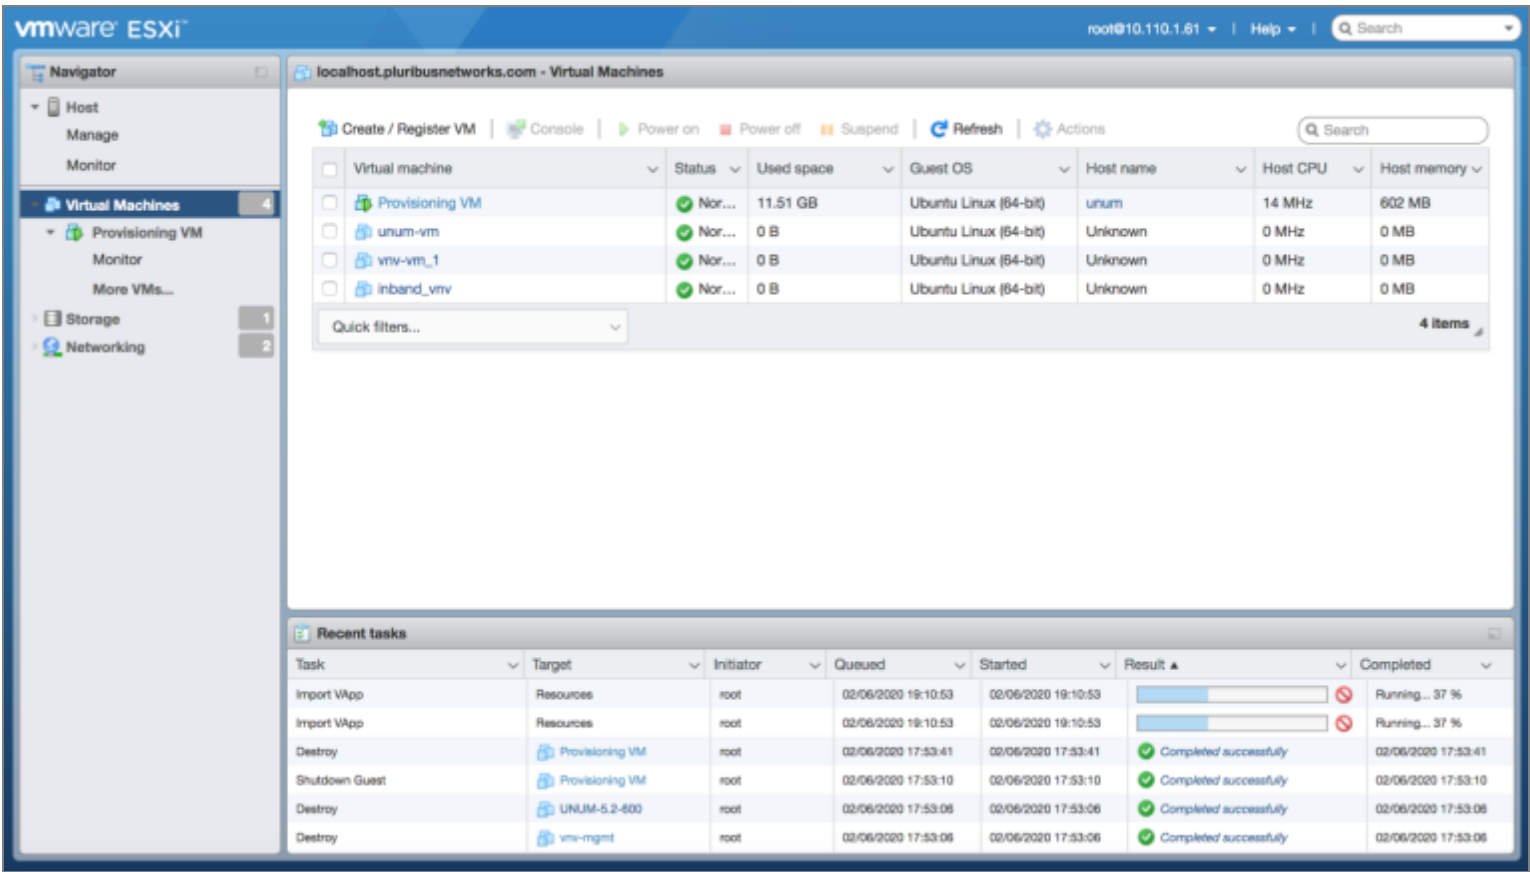 vmware ESXi™
root@10.110.1.61 | Help | Search
Navigator
Host
Manage
Monitor
Virtual Machines 4
Provisioning VM
Monitor
More VMs...
Storage 1
Networking 2
localhost.pluribusnetworks.com - Virtual Machines
Create / Register VM | Console | Power on Power off Suspend | Refresh | Actions Search
Virtual machine Status Used space Guest OS Host name Host CPU Host memory
Provisioning VM Nor... 11.51 GB Ubuntu Linux (64-bit) unum 14 MHz 602 MB
unum-vm Nor... 0 B Ubuntu Linux (64-bit) Unknown 0 MHz 0 MB
vnv-vm_1 Nor... 0 B Ubuntu Linux (64-bit) Unknown 0 MHz 0 MB
inband_vnv Nor... 0 B Ubuntu Linux (64-bit) Unknown 0 MHz 0 MB
Quick filters... 4 items
Recent tasks
Task Target Initiator Queued Started Result ▲ Completed
Import VApp Resources root 02/06/2020 19:10:53 02/06/2020 19:10:53 Running... 37 %
Import VApp Resources root 02/06/2020 19:10:53 02/06/2020 19:10:53 Running... 37 %
Destroy Provisioning VM root 02/06/2020 17:53:41 02/06/2020 17:53:41 Completed successfully 02/06/2020 17:53:41
Shutdown Guest Provisioning VM root 02/06/2020 17:53:10 02/06/2020 17:53:10 Completed successfully 02/06/2020 17:53:10
Destroy UNUM-5.2-600 root 02/06/2020 17:53:06 02/06/2020 17:53:06 Completed successfully 02/06/2020 17:53:06
Destroy vnv-mgmt root 02/06/2020 17:53:06 02/06/2020 17:53:06 Completed successfully 02/06/2020 17:53:06